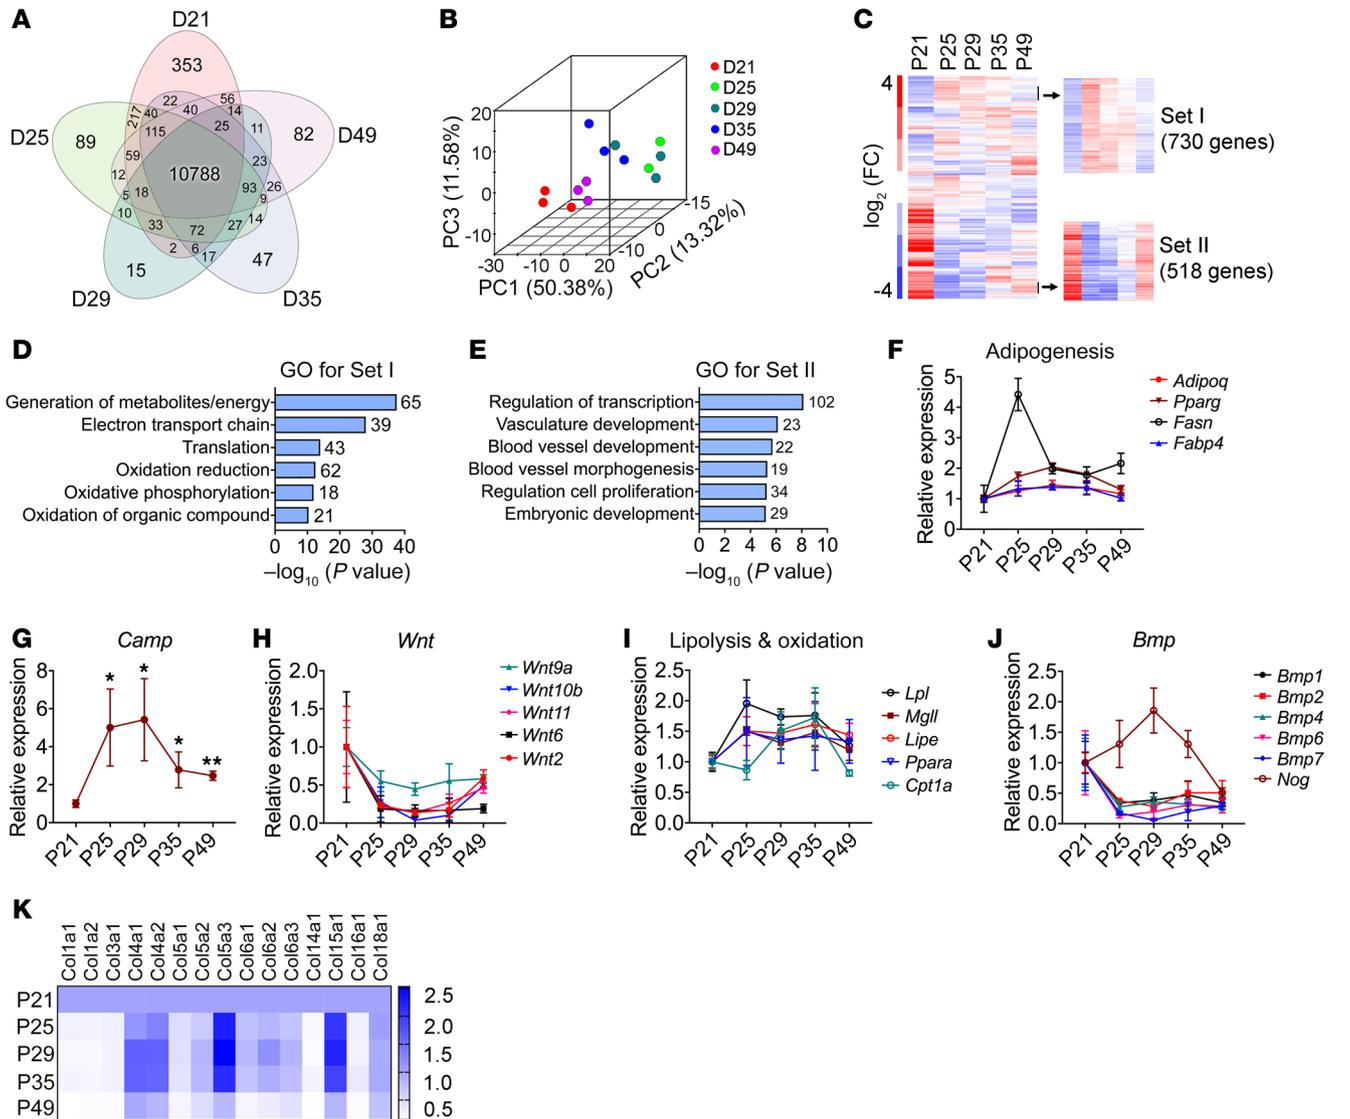 A
D21
353
D25
89
82
D49
217
40
22
40
56
14
25
11
115
59
23
12
10788
5
18
93
26
9
10
33
72
27
14
2
6
17
15
47
D29
D35
B
D21
D25
D29
D35
D49
20
10
0
-10
PC3 (11.58%)
-30
-10
0
20
PC1 (50.38%)
-10
0
-15
PC2 (13.32%)
C
P21
P25
P29
P35
P49
4
log2 (FC)
-4
Set I
(730 genes)
Set II
(518 genes)
D
GO for Set I
Generation of metabolites/energy 65
Electron transport chain 39
Translation 43
Oxidation reduction 62
Oxidative phosphorylation 18
Oxidation of organic compound 21
0 10 20 30 40
–log10 (P value)
E
GO for Set II
Regulation of transcription 102
Vasculature development 23
Blood vessel development 22
Blood vessel morphogenesis 19
Regulation cell proliferation 34
Embryonic development 29
0 2 4 6 8 10
–log10 (P value)
F
Adipogenesis
Relative expression
5
4
3
2
1
0
P21 P25 P29 P35 P49
Adipoq
Pparg
Fasn
Fabp4
G
Camp
Relative expression
8
6
4
2
0
* * * **
P21 P25 P29 P35 P49
H
Wnt
Relative expression
2.0
1.5
1.0
0.5
0.0
P21 P25 P29 P35 P49
Wnt9a
Wnt10b
Wnt11
Wnt6
Wnt2
I
Lipolysis & oxidation
Relative expression
2.5
2.0
1.5
1.0
0.5
0.0
P21 P25 P29 P35 P49
Lpl
Mgll
Lipe
Ppara
Cpt1a
J
Bmp
Relative expression
2.5
2.0
1.5
1.0
0.5
0.0
P21 P25 P29 P35 P49
Bmp1
Bmp2
Bmp4
Bmp6
Bmp7
Nog
K
Col1a1 Col1a2 Col3a1 Col4a1 Col4a2 Col5a1 Col5a2 Col5a3 Col6a1 Col6a2 Col6a3 Col14a1 Col15a1 Col16a1 Col18a1
P21
P25
P29
P35
P49
2.5
2.0
1.5
1.0
0.5